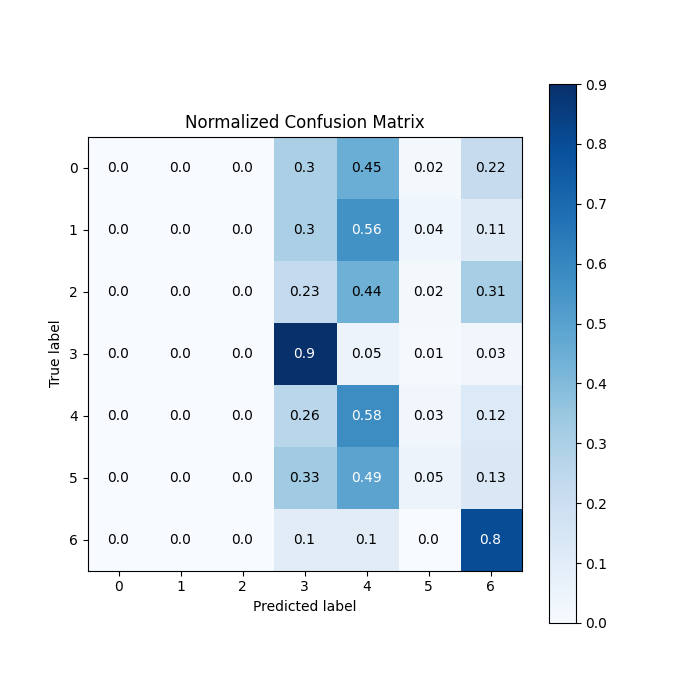 Normalized Confusion Matrix
0 0.0 0.0 0.0 0.3 0.45 0.02 0.22
1 0.0 0.0 0.0 0.3 0.56 0.04 0.11
2 0.0 0.0 0.0 0.23 0.44 0.02 0.31
3 0.0 0.0 0.0 0.9 0.05 0.01 0.03
4 0.0 0.0 0.0 0.26 0.58 0.03 0.12
5 0.0 0.0 0.0 0.33 0.49 0.05 0.13
6 0.0 0.0 0.0 0.1 0.1 0.0 0.8
0 1 2 3 4 5 6
Predicted label
True label
0.9
0.8
0.7
0.6
0.5
0.4
0.3
0.2
0.1
0.0